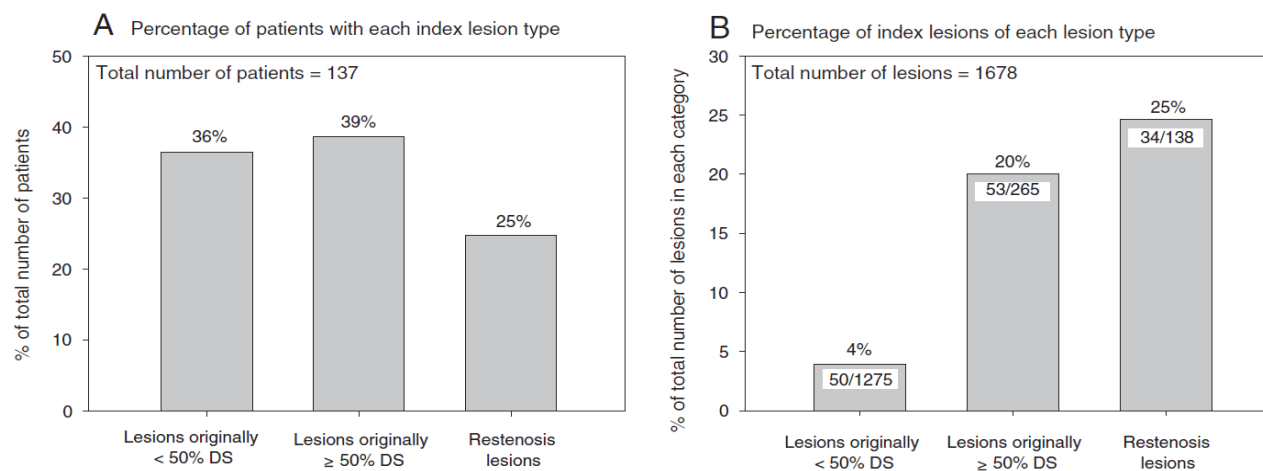 A Percentage of patients with each index lesion type
% of total number of patients
50
40
30
20
10
0
Total number of patients = 137
36%
39%
25%
Lesions originally
< 50% DS
Lesions originally
≥ 50% DS
Restenosis
lesions
B Percentage of index lesions of each lesion type
% of total number of lesions in each category
30
25
20
15
10
5
0
Total number of lesions = 1678
4%
50/1275
20%
53/265
25%
34/138
Lesions originally
< 50% DS
Lesions originally
≥ 50% DS
Restenosis
lesions